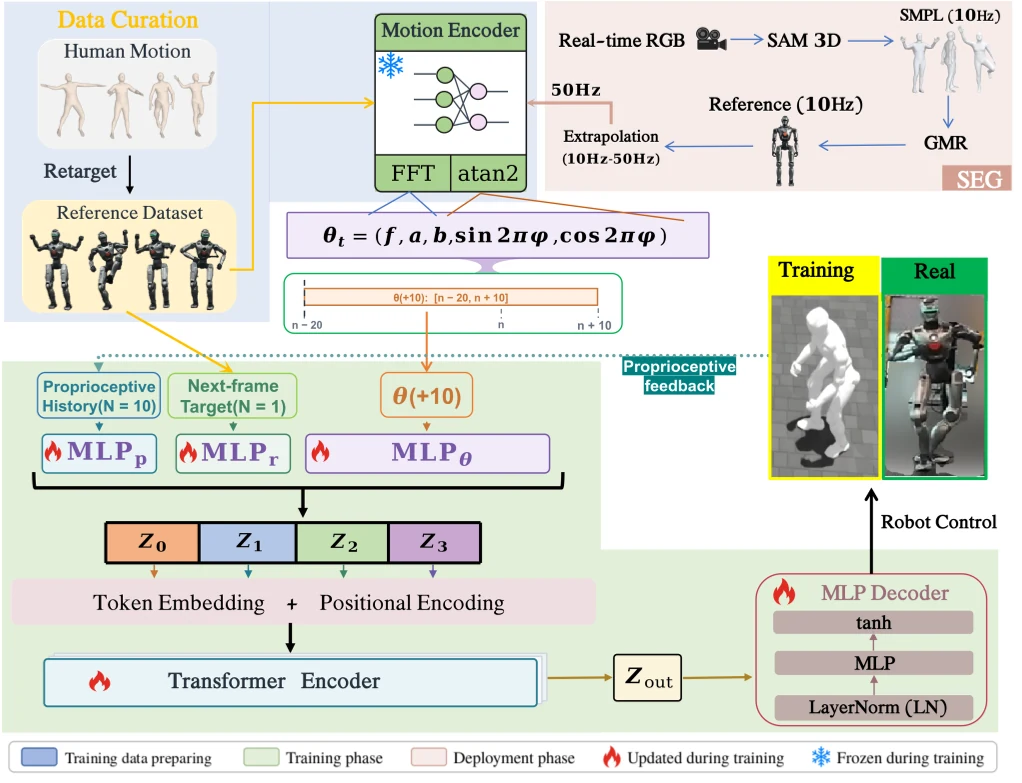 Data Curation
Human Motion
Retarget
Reference Dataset
Motion Encoder
FFT
atan2
50Hz
Real-time RGB
SAM 3D
SMPL (10Hz)
Reference (10Hz)
Extrapolation
(10Hz-50Hz)
GMR
SEG
θt = (f, a, b, sin 2πφ, cos 2πφ)
θ(+10): [n − 20, n + 10]
n − 20
n
n + 10
Training
Real
Proprioceptive
feedback
Proprioceptive
History(N = 10)
Next-frame
Target(N = 1)
θ(+10)
MLPp
MLPr
MLPθ
Z0
Z1
Z2
Z3
Token Embedding + Positional Encoding
Transformer Encoder
Zout
Robot Control
MLP Decoder
tanh
MLP
LayerNorm (LN)
Training data preparing
Training phase
Deployment phase
Updated during training
Frozen during training